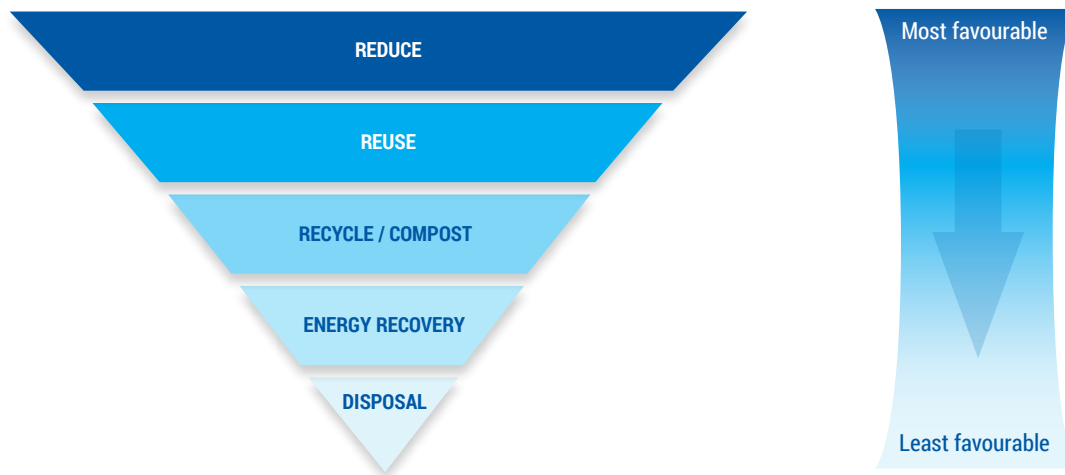 REDUCE
REUSE
RECYCLE / COMPOST
ENERGY RECOVERY
DISPOSAL
Most favourable
Least favourable